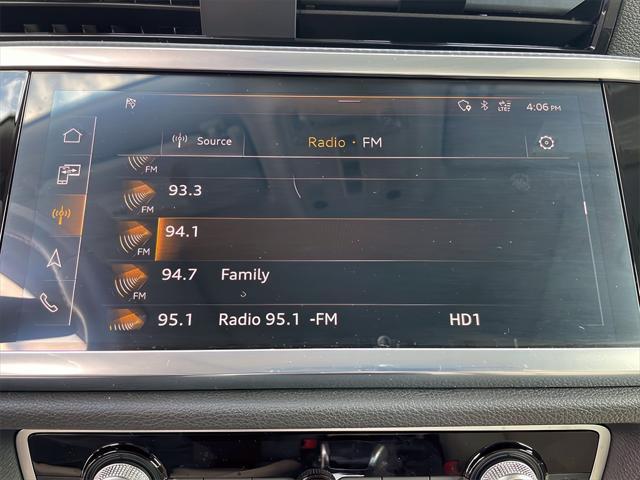 LTE 4:06 PM
Source Radio · FM
FM
93.3
FM
94.1
FM
94.7 Family
FM
95.1 Radio 95.1 -FM HD1